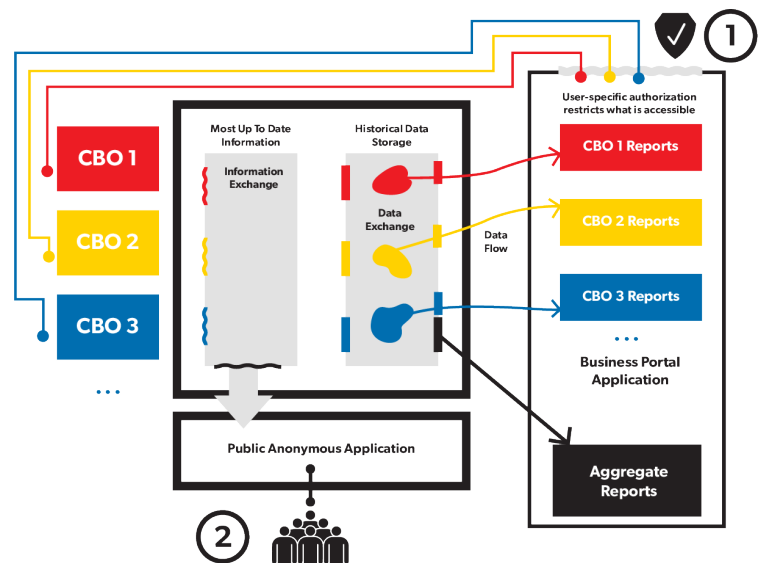 1
User-specific authorization
restricts what is accessible
CBO 1
CBO 2
CBO 3
...
Most Up To Date
Information
Information
Exchange
Historical Data
Storage
Data
Exchange
Data
Flow
CBO 1 Reports
CBO 2 Reports
CBO 3 Reports
...
Business Portal
Application
Aggregate
Reports
Public Anonymous Application
2